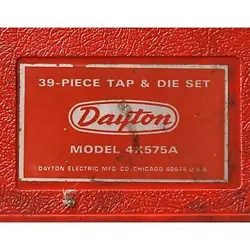 39-PIECE TAP & DIE SET
Dayton
MODEL 4X575A
DAYTON ELECTRIC MFG CO CHICAGO 60648 U.S.A.